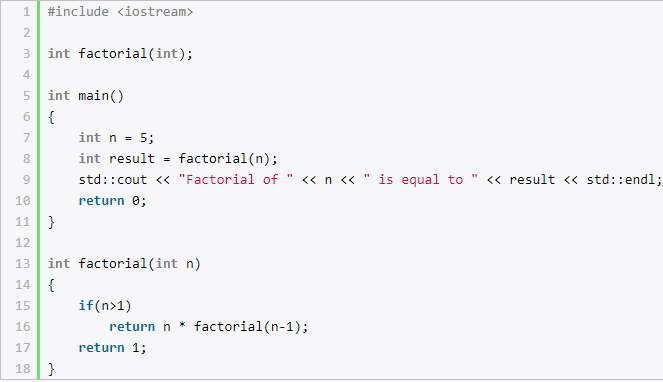 1 #include <iostream>
2
3 int factorial(int);
4
5 int main()
6 {
7     int n = 5;
8     int result = factorial(n);
9     std::cout << "Factorial of " << n << " is equal to " << result << std::endl;
10     return 0;
11 }
12
13 int factorial(int n)
14 {
15     if(n>1)
16         return n * factorial(n-1);
17     return 1;
18 }